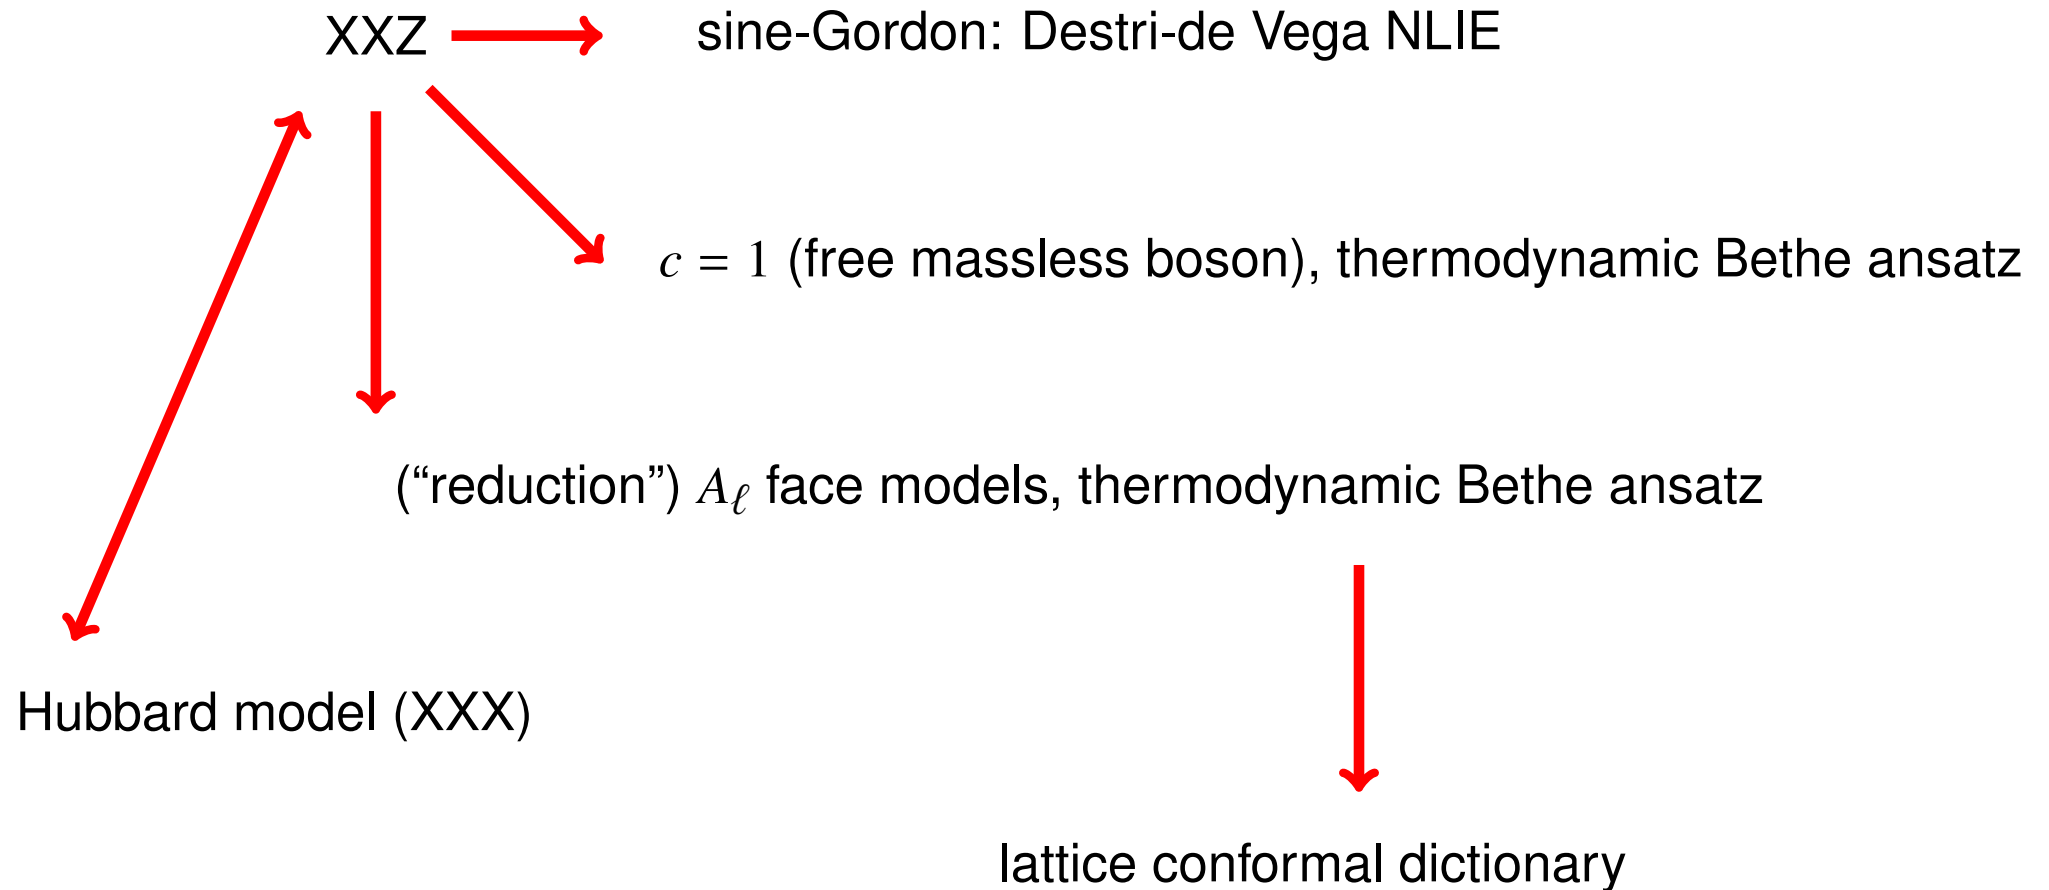 XXZ
sine-Gordon: Destri-de Vega NLIE
c = 1 (free massless boson), thermodynamic Bethe ansatz
(“reduction”) Aℓ face models, thermodynamic Bethe ansatz
Hubbard model (XXX)
lattice conformal dictionary